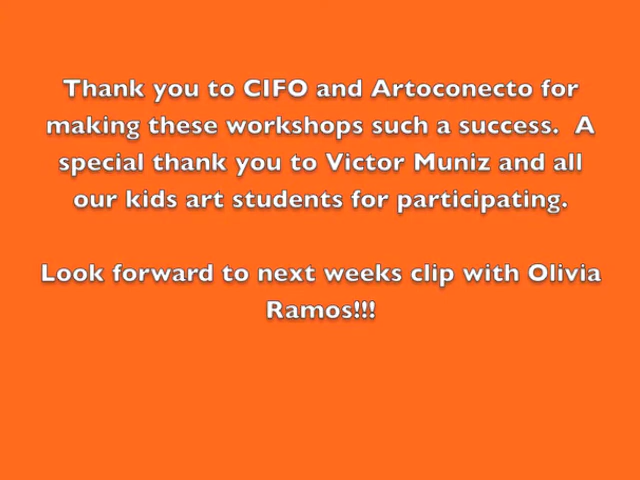 Thank you to CIFO and Artoconecto for
making these workshops such a success.  A
special thank you to Victor Muniz and all
our kids art students for participating.
Look forward to next weeks clip with Olivia
Ramos!!!